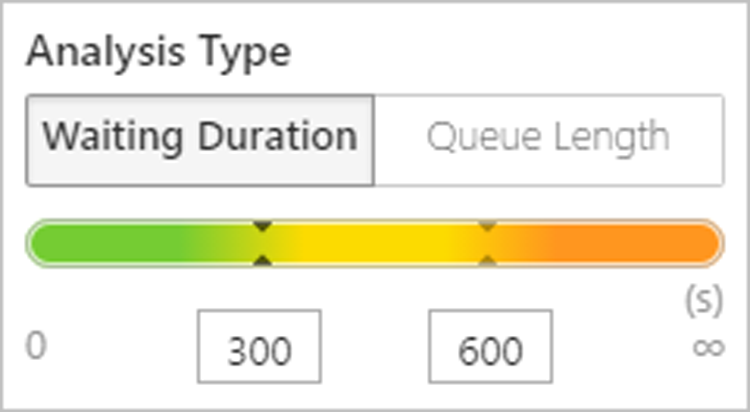 Analysis Type
Waiting Duration Queue Length
(s)
0 300 600 ∞